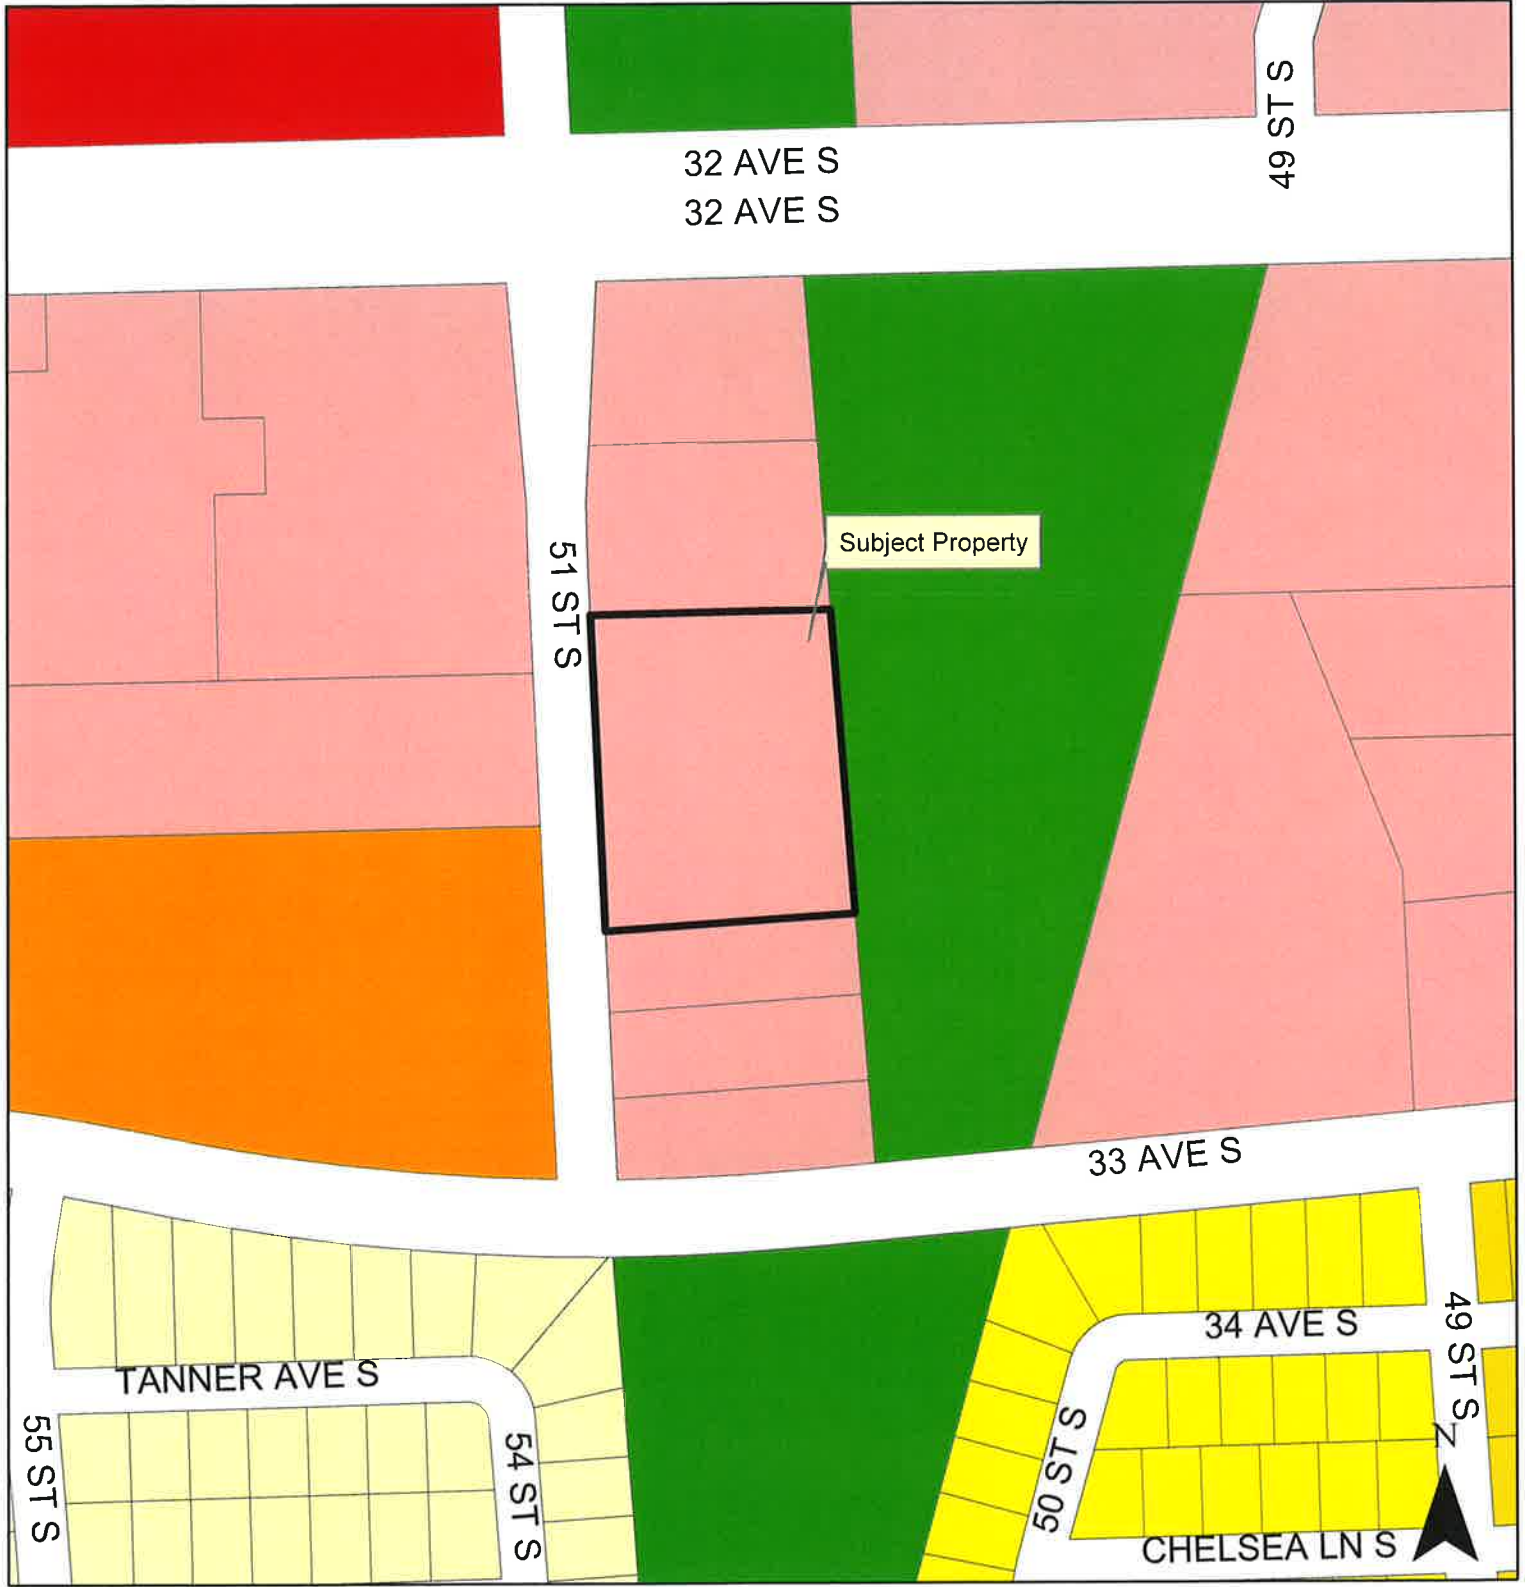 49 ST S
32 AVE S
32 AVE S
Subject Property
51 ST S
33 AVE S
34 AVE S
49 ST S
TANNER AVE S
55 ST S
54 ST S
50 ST S
N
CHELSEA LN S